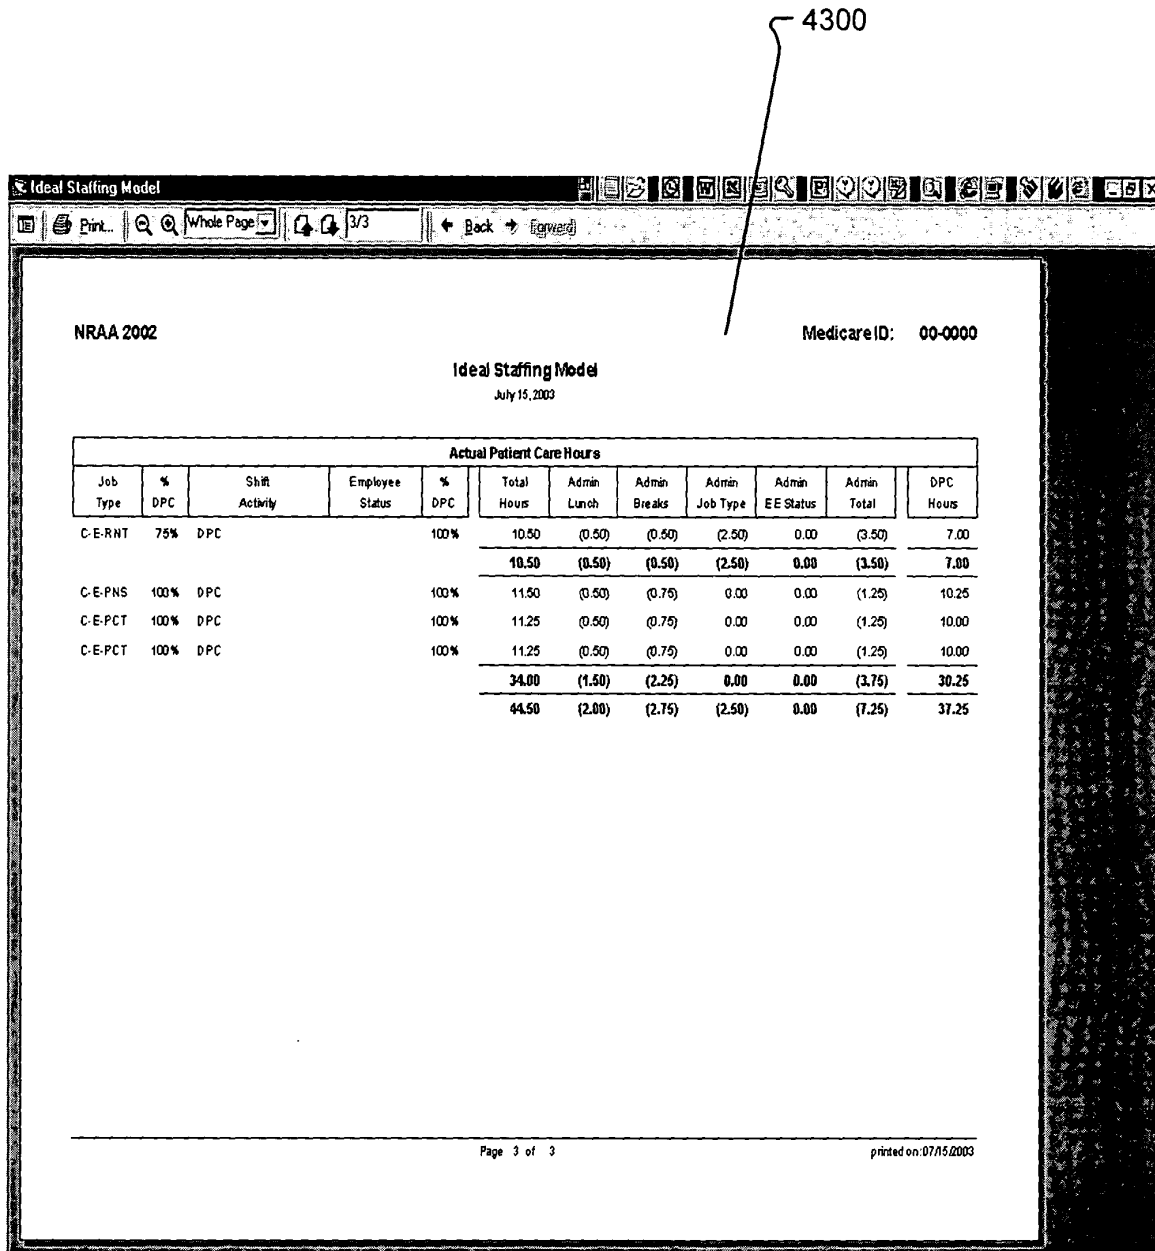 4300
Ideal Staffing Model
Print... Whole Page 3/3 Back Forward
NRAA 2002 Medicare ID: 00-0000
Ideal Staffing Model
July 15, 2003
Actual Patient Care Hours
Job % Shift Employee % Total Admin Admin Admin Admin Admin DPC
Type DPC Activity Status DPC Hours Lunch Breaks Job Type EE Status Total Hours
C-E-RNT 75% DPC 100% 10.50 (0.50) (0.50) (2.50) 0.00 (3.50) 7.00
10.50 (0.50) (0.50) (2.50) 0.00 (3.50) 7.00
C-E-PNS 100% DPC 100% 11.50 (0.50) (0.75) 0.00 0.00 (1.25) 10.25
C-E-PCT 100% DPC 100% 11.25 (0.50) (0.75) 0.00 0.00 (1.25) 10.00
C-E-PCT 100% DPC 100% 11.25 (0.50) (0.75) 0.00 0.00 (1.25) 10.00
34.00 (1.50) (2.25) 0.00 0.00 (3.75) 30.25
44.50 (2.00) (2.75) (2.50) 0.00 (7.25) 37.25
Page 3 of 3 printed on: 07/15/2003